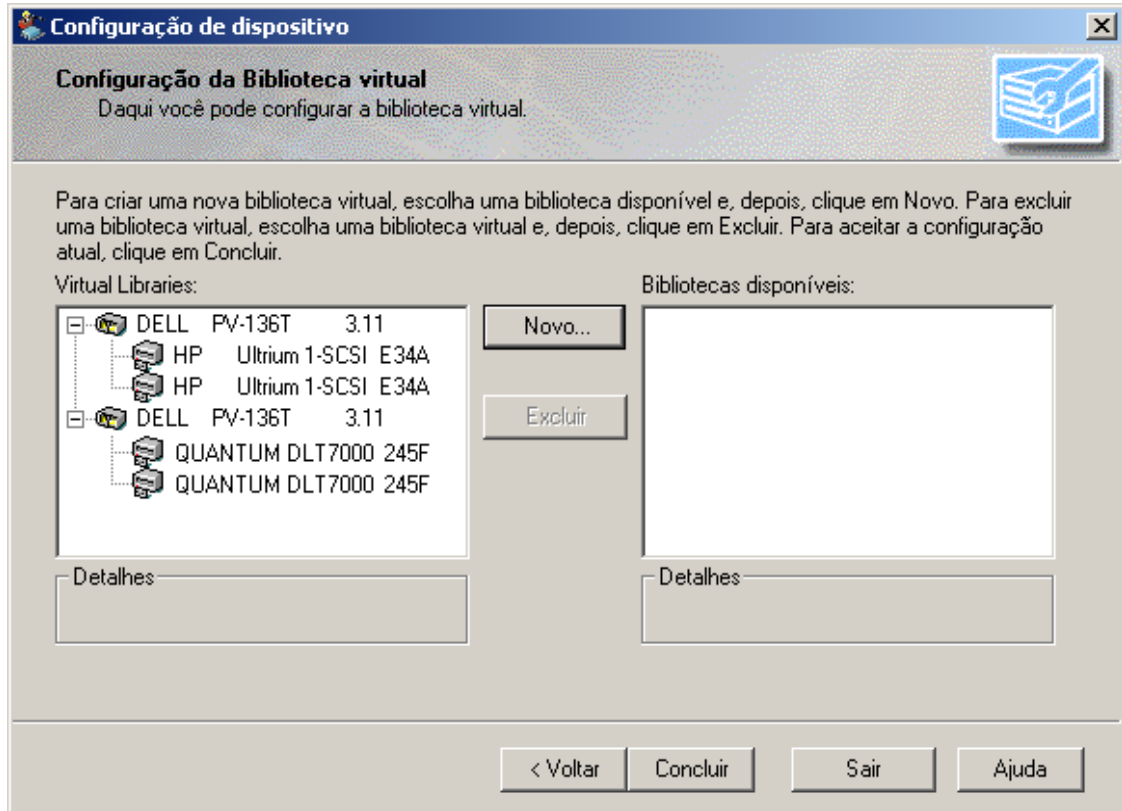 Configuração de dispositivo
Configuração da Biblioteca virtual
Daqui você pode configurar a biblioteca virtual.
Para criar uma nova biblioteca virtual, escolha uma biblioteca disponível e, depois, clique em Novo. Para excluir
uma biblioteca virtual, escolha uma biblioteca virtual e, depois, clique em Excluir. Para aceitar a configuração
atual, clique em Concluir.
Virtual Libraries:
DELL PV-136T 3.11
HP Ultrium 1-SCSI E34A
HP Ultrium 1-SCSI E34A
DELL PV-136T 3.11
QUANTUM DLT7000 245F
QUANTUM DLT7000 245F
Novo...
Excluir
Bibliotecas disponíveis:
Detalhes
Detalhes
< Voltar
Concluir
Sair
Ajuda